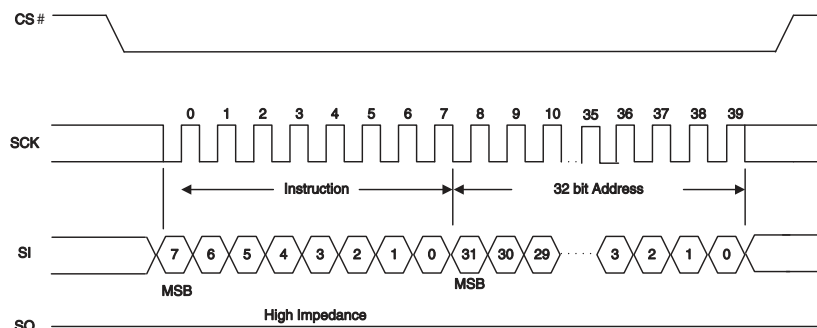 CS #
0 1 2 3 4 5 6 7 8 9 10 35 36 37 38 39
SCK
Instruction 32 bit Address
SI 7 6 5 4 3 2 1 0 31 30 29 3 2 1 0
MSB MSB
High Impedance
SO